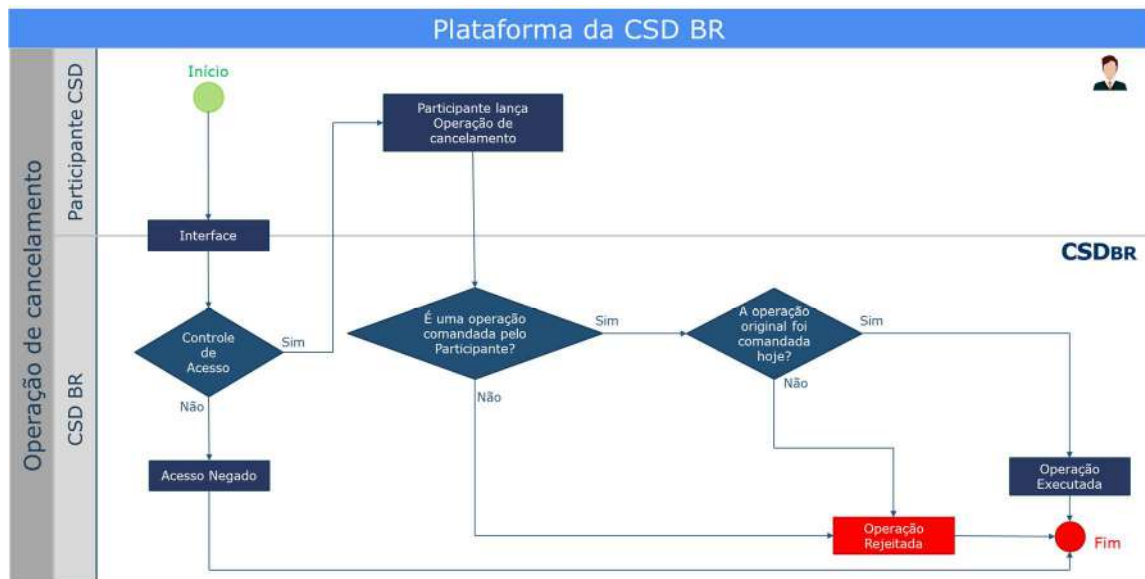 Plataforma da CSD BR
Operação de cancelamento
Participante CSD
Início
Participante lança
Operação de
cancelamento
Interface
CSD BR
CSDBR
Controle
de
Acesso
Sim
Não
É uma operação
comandada pelo
Participante?
Sim
Não
A operação
original foi
comandada
hoje?
Sim
Não
Acesso Negado
Operação
Executada
Operação
Rejeitada
Fim